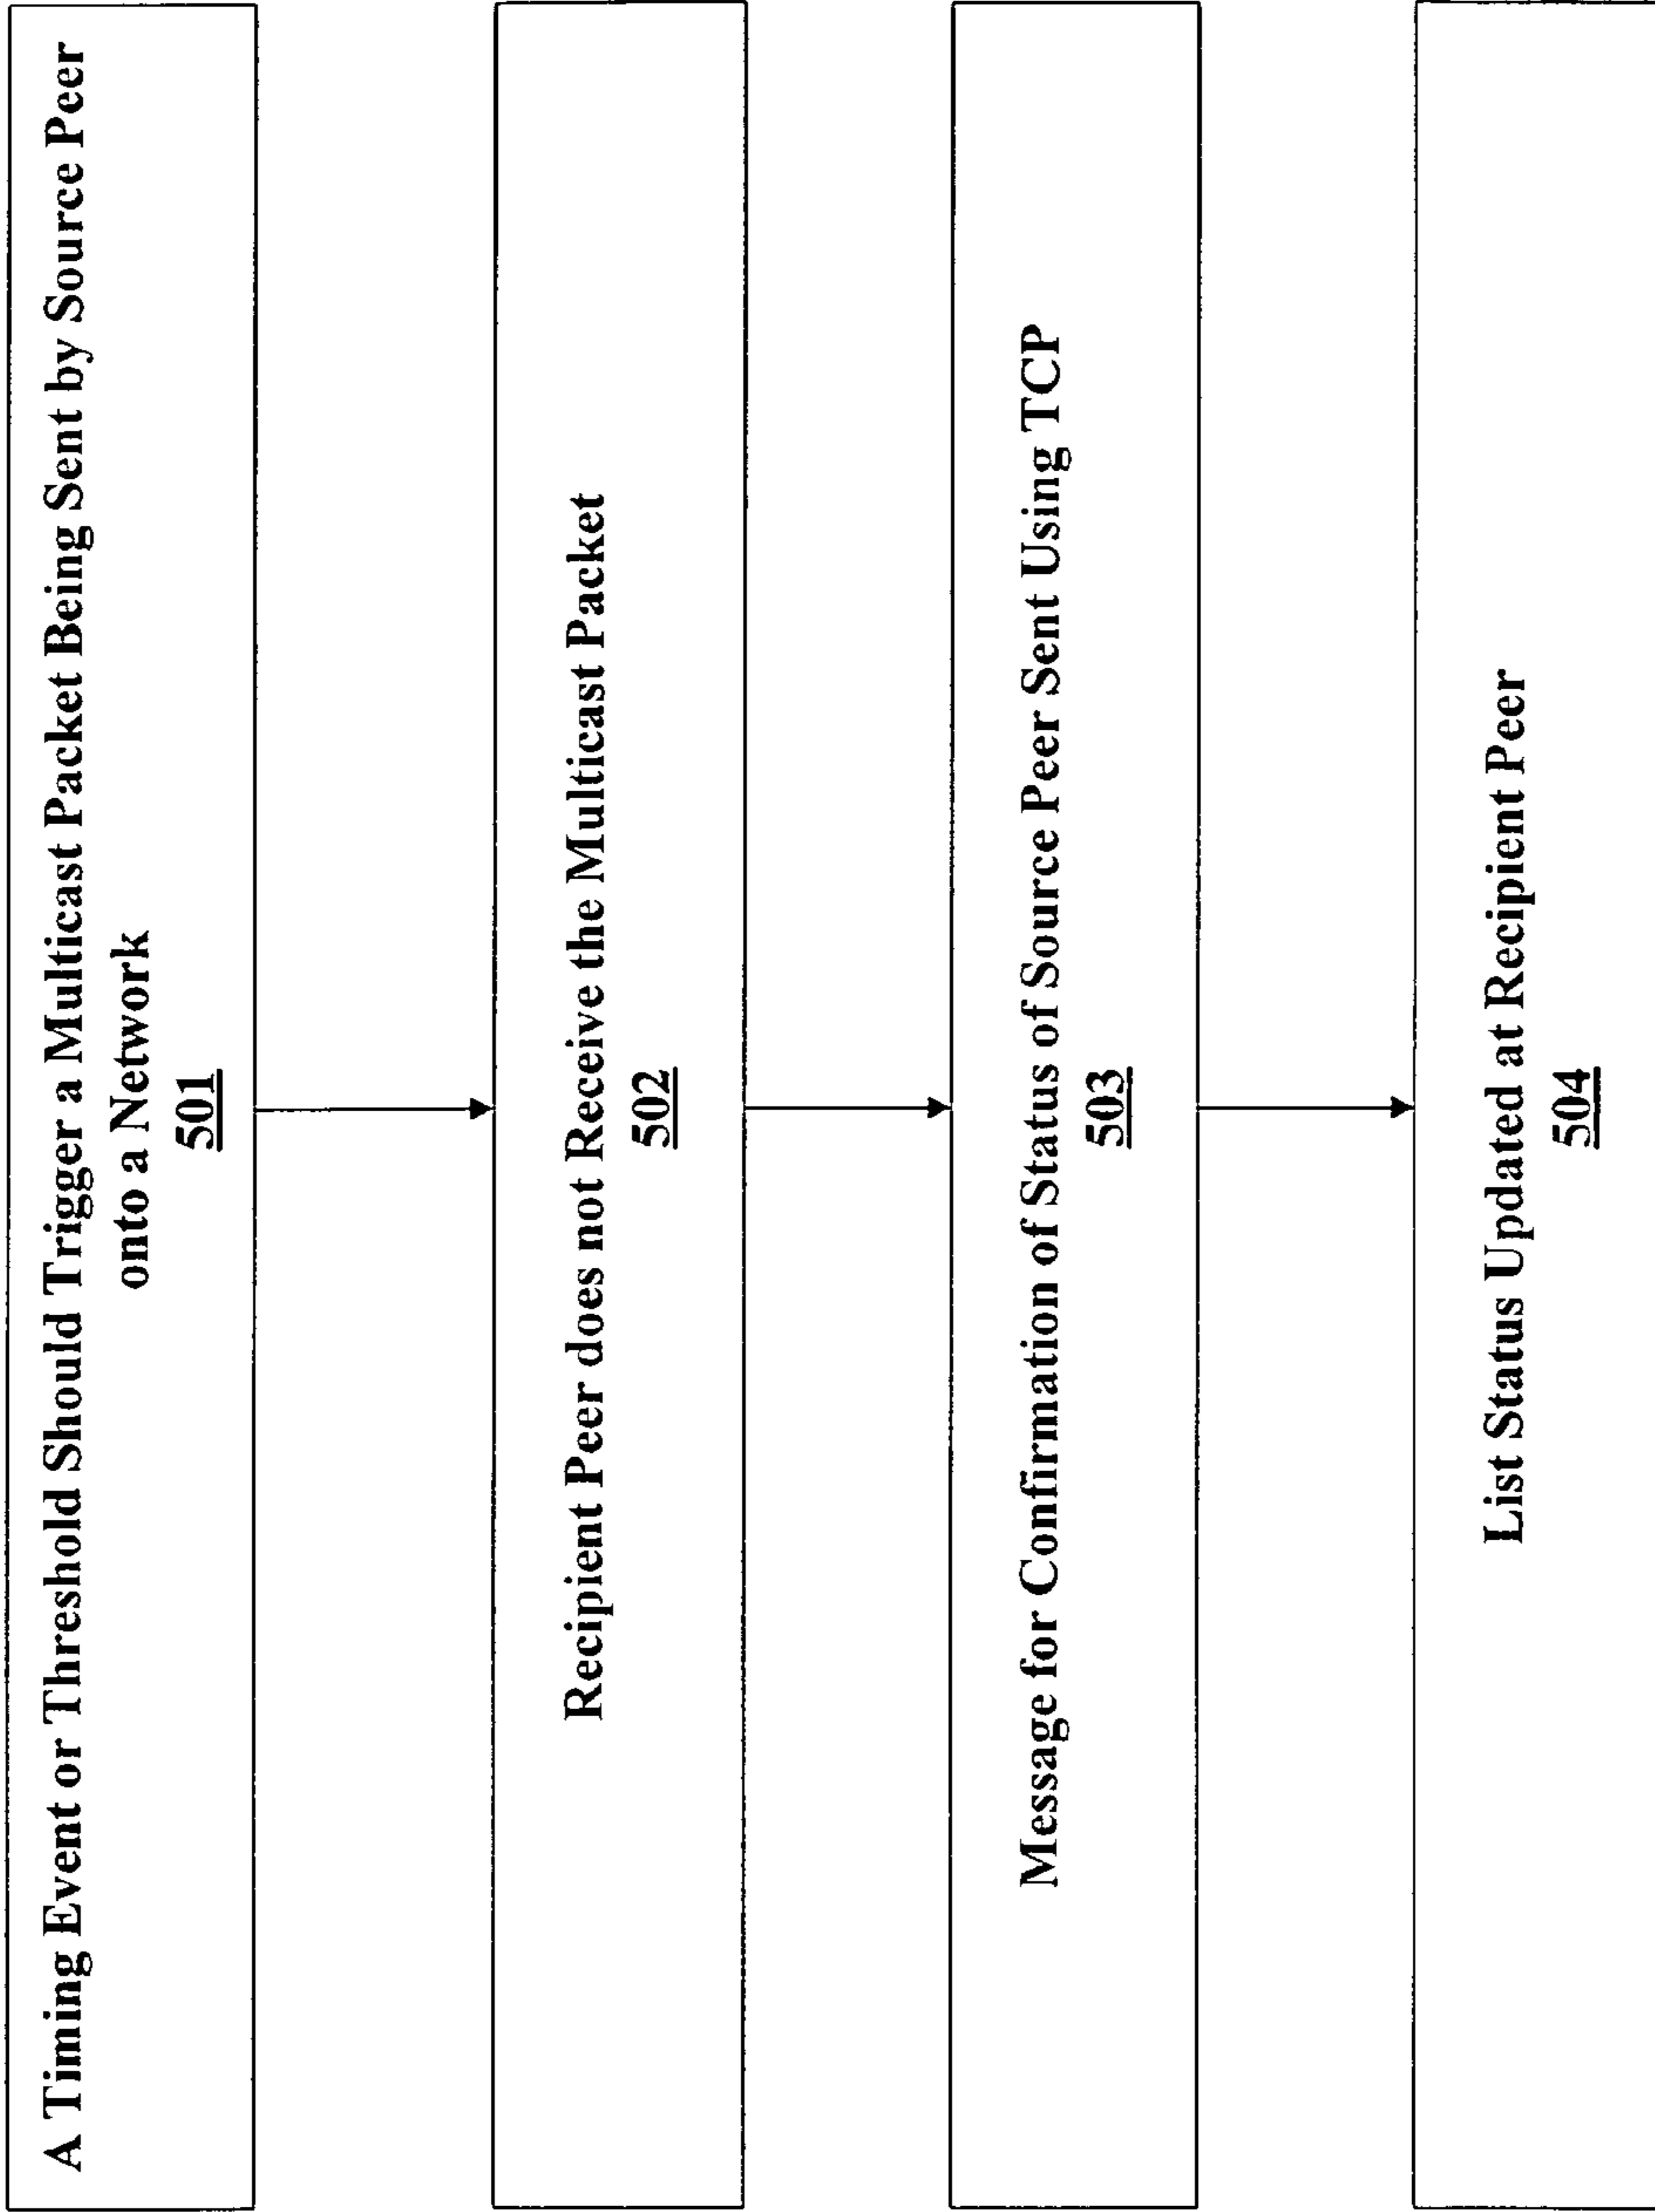 A Timing Event or Threshold Should Trigger a Multicast Packet Being Sent by Source Peer
onto a Network
501
Recipient Peer does not Receive the Multicast Packet
502
Message for Confirmation of Status of Source Peer Sent Using TCP
503
List Status Updated at Recipient Peer
504